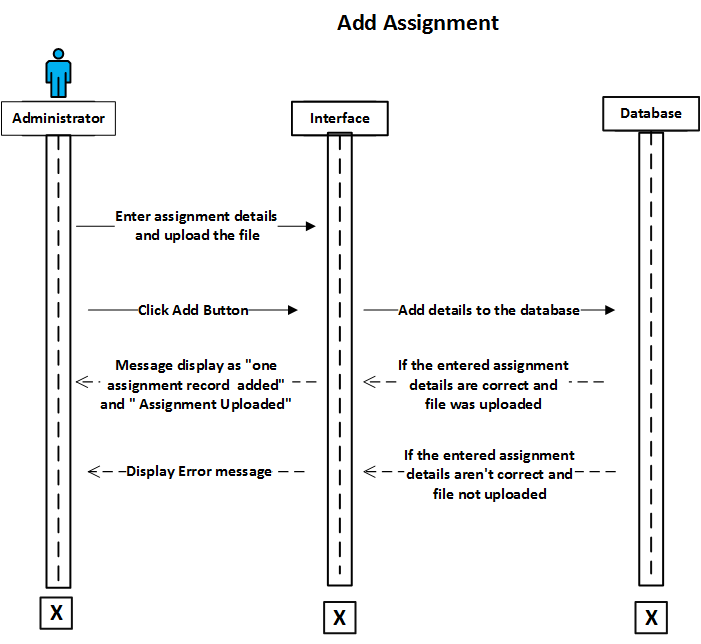 Add Assignment
Administrator
Interface
Database
Enter assignment details
and upload the file
Click Add Button
Add details to the database
Message display as "one
assignment record  added"
and " Assignment Uploaded"
If the entered assignment
details are correct and
file was uploaded
Display Error message
If the entered assignment
details aren't correct and
file not uploaded
X
X
X